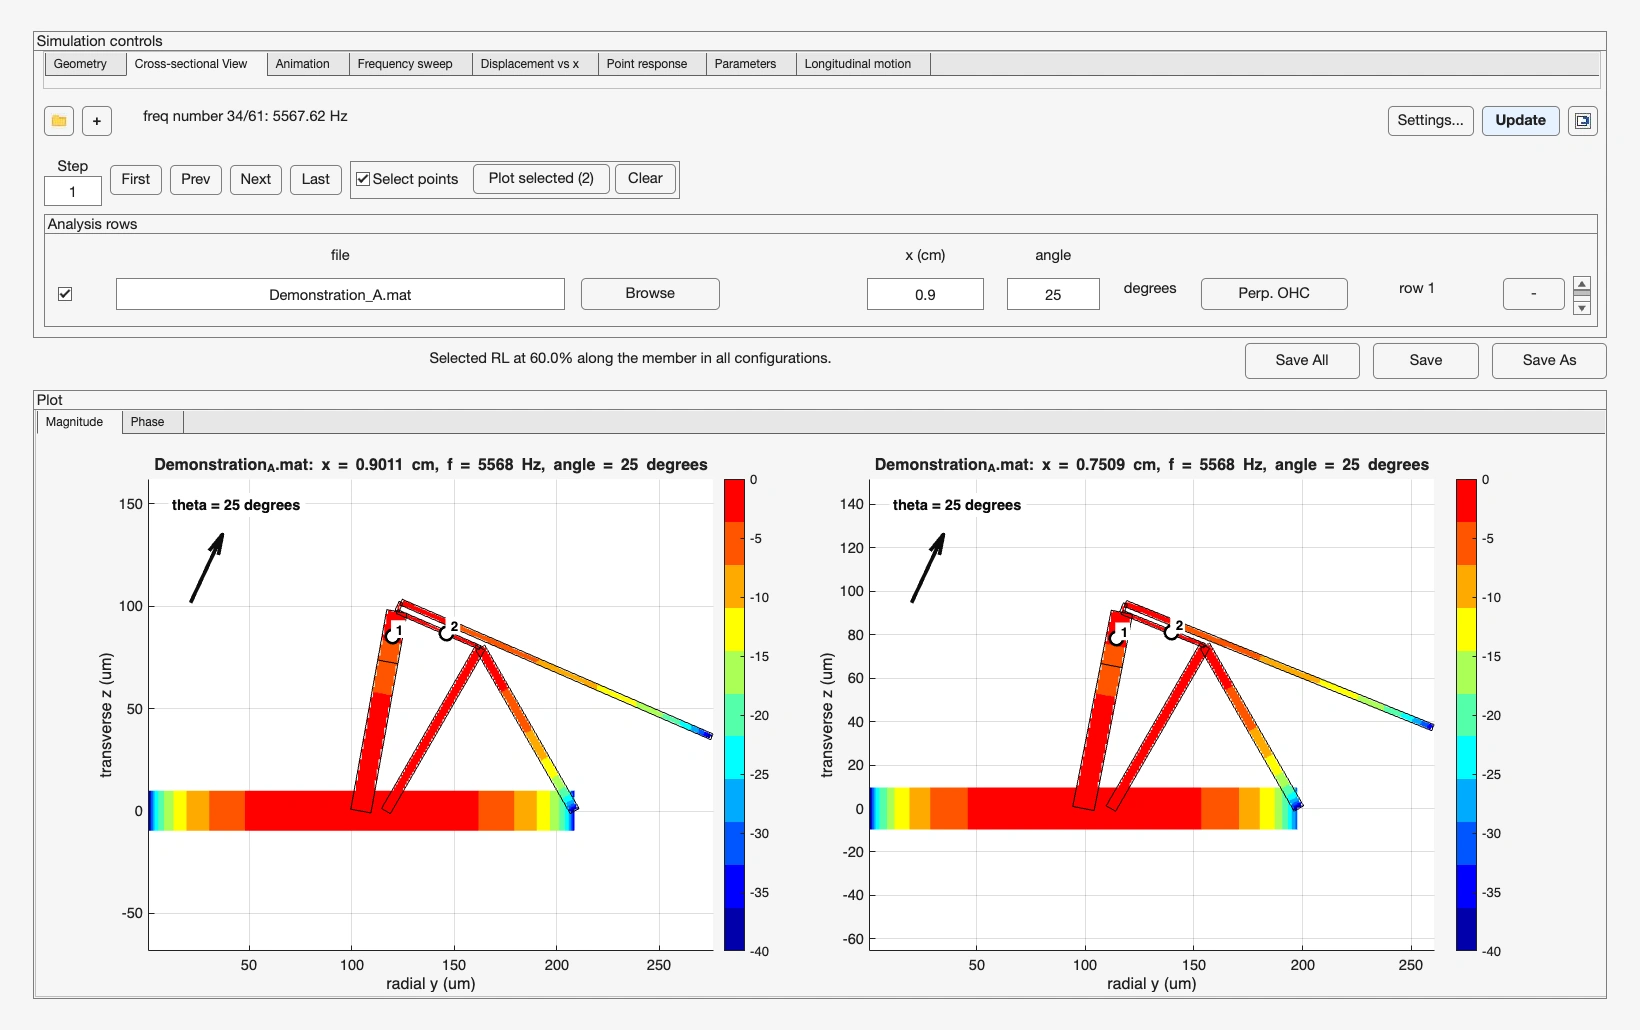 Simulation controls
Geometry Cross-sectional View Animation Frequency sweep Displacement vs x Point response Parameters Longitudinal motion
+ freq number 34/61: 5567.62 Hz Settings... Update
Step
1 First Prev Next Last Select points Plot selected (2) Clear
Analysis rows
file x (cm) angle
Demonstration_A.mat Browse 0.9 25 degrees Perp. OHC row 1 -
Selected RL at 60.0% along the member in all configurations. Save All Save Save As
Plot
Magnitude Phase
DemonstrationA.mat: x = 0.9011 cm, f = 5568 Hz, angle = 25 degrees
theta = 25 degrees
150
100
50
0
-50
transverse z (um)
1
2
50 100 150 200 250
radial y (um)
0
-5
-10
-15
-20
-25
-30
-35
-40
DemonstrationA.mat: x = 0.7509 cm, f = 5568 Hz, angle = 25 degrees
theta = 25 degrees
140
120
100
80
60
40
20
0
-20
-40
-60
transverse z (um)
1
2
50 100 150 200 250
radial y (um)
0
-5
-10
-15
-20
-25
-30
-35
-40